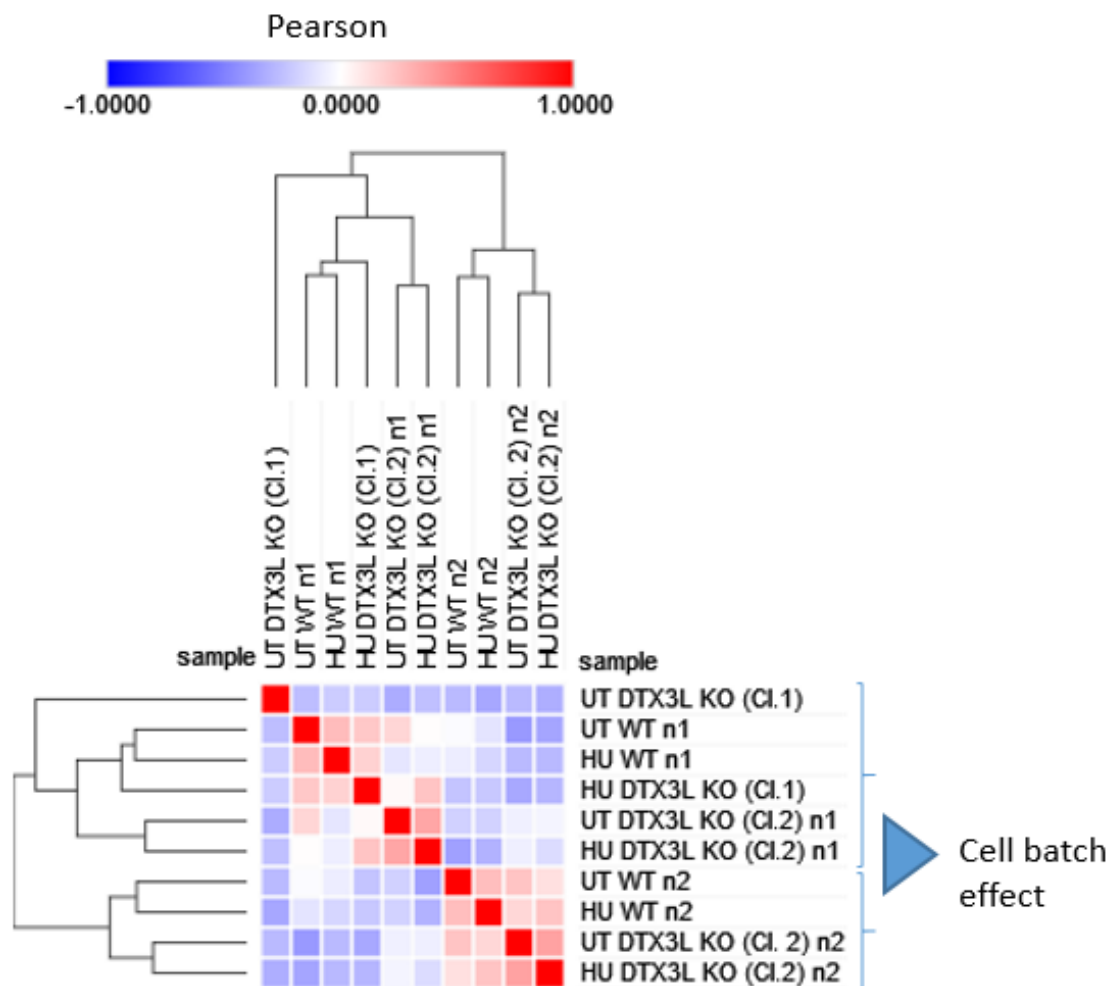 Pearson
-1.0000 0.0000 1.0000
UT DTX3L KO (Cl.1)
UT WT n1
HU WT n1
HU DTX3L KO (Cl.1)
UT DTX3L KO (Cl.2) n1
HU DTX3L KO (Cl.2) n1
UT WT n2
HU WT n2
UT DTX3L KO (Cl. 2) n2
HU DTX3L KO (Cl.2) n2
sample sample
UT DTX3L KO (Cl.1)
UT WT n1
HU WT n1
HU DTX3L KO (Cl.1)
UT DTX3L KO (Cl.2) n1
HU DTX3L KO (Cl.2) n1
UT WT n2
HU WT n2
UT DTX3L KO (Cl. 2) n2
HU DTX3L KO (Cl.2) n2
Cell batch
effect